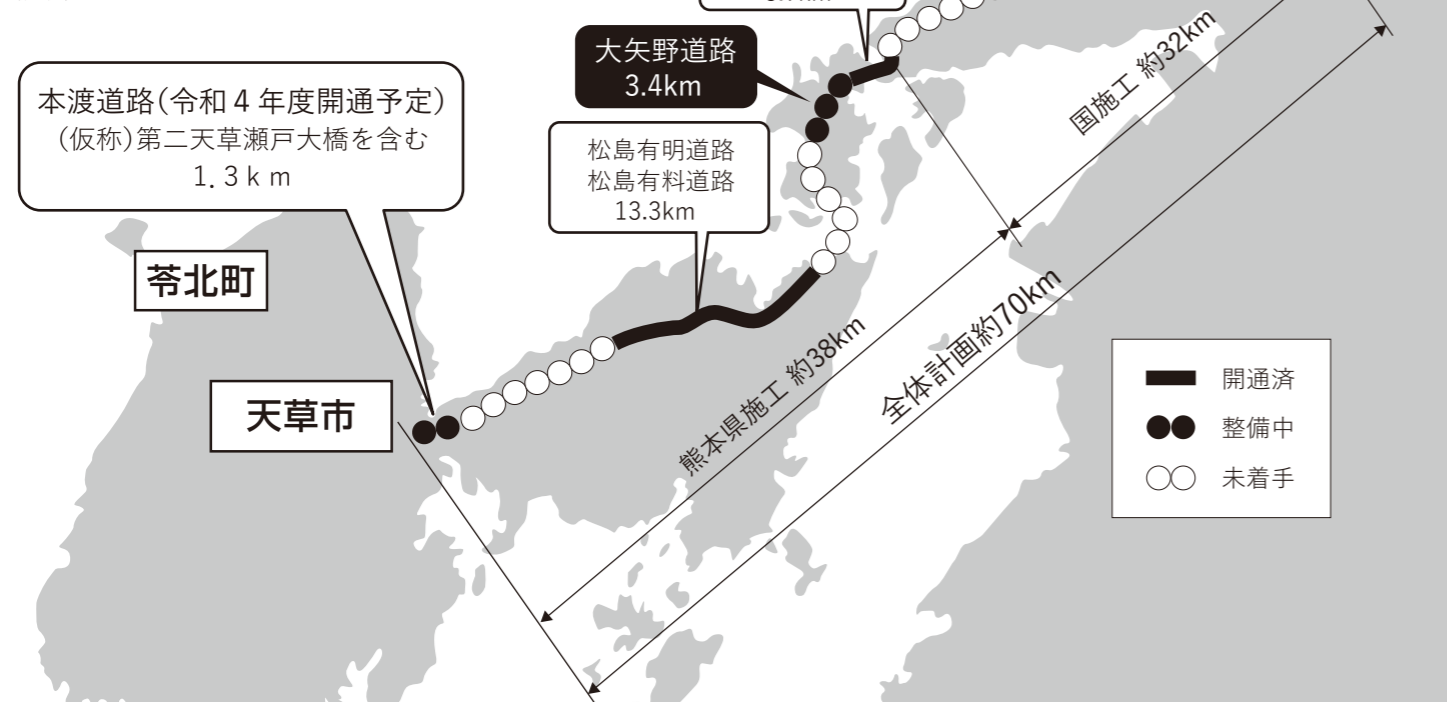 大矢野道路
3.4km
国施工 約32km
本渡道路(令和4年度開通予定)
(仮称)第二天草瀬戸大橋を含む
1.3km
松島有明道路
松島有料道路
13.3km
苓北町
天草市
熊本県施工 約38km
全体計画約70km
開通済
整備中
未着手